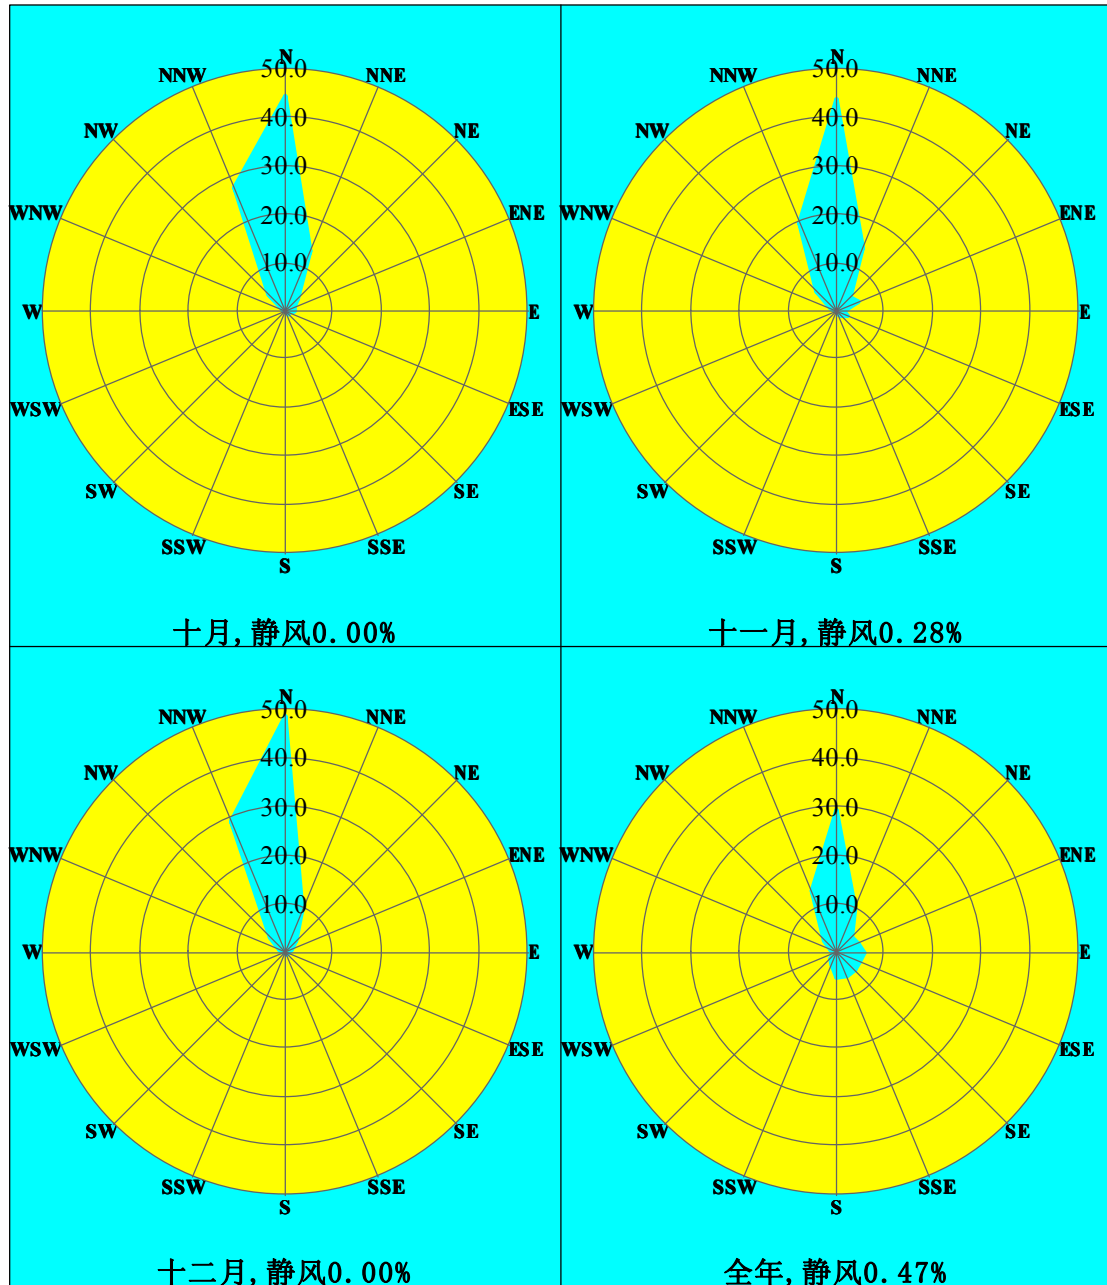 N
NNW 50.0 NNE
NW 40.0 NE
30.0
WNW 20.0 ENE
10.0
W E
WSW ESE
SW SE
SSW SSE
S
十月,静风0.00%
N
NNW 50.0 NNE
NW 40.0 NE
30.0
WNW 20.0 ENE
10.0
W E
WSW ESE
SW SE
SSW SSE
S
十一月,静风0.28%
N
NNW 50.0 NNE
NW 40.0 NE
30.0
WNW 20.0 ENE
10.0
W E
WSW ESE
SW SE
SSW SSE
S
十二月,静风0.00%
N
NNW 50.0 NNE
NW 40.0 NE
30.0
WNW 20.0 ENE
10.0
W E
WSW ESE
SW SE
SSW SSE
S
全年,静风0.47%